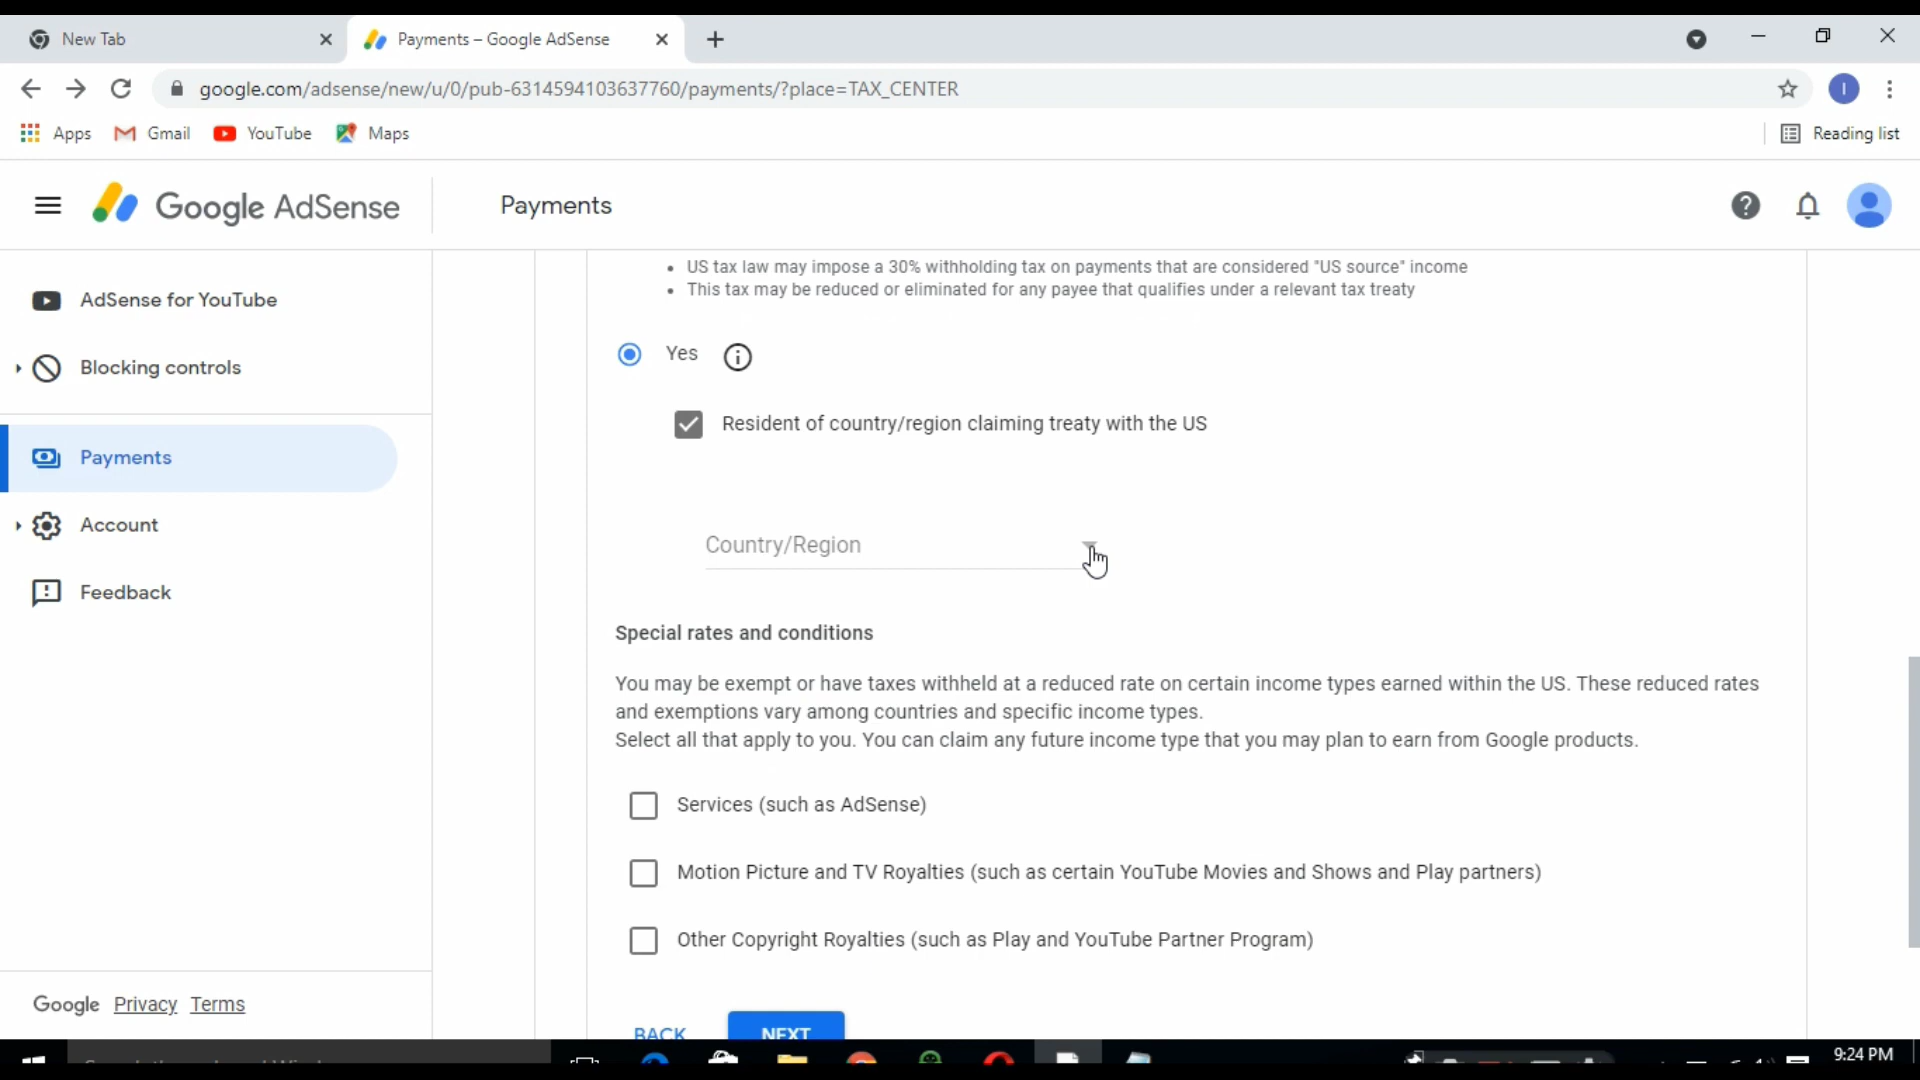 New Tab
Payments – Google AdSense
google.com/adsense/new/u/0/pub-6314594103637760/payments/?place=TAX_CENTER
I
Apps
Gmail
YouTube
Maps
Reading list
Google AdSense
Payments
AdSense for YouTube
Blocking controls
Payments
Account
Feedback
Google Privacy Terms
• US tax law may impose a 30% withholding tax on payments that are considered "US source" income
• This tax may be reduced or eliminated for any payee that qualifies under a relevant tax treaty
Yes
Resident of country/region claiming treaty with the US
Country/Region
Special rates and conditions
You may be exempt or have taxes withheld at a reduced rate on certain income types earned within the US. These reduced rates
and exemptions vary among countries and specific income types.
Select all that apply to you. You can claim any future income type that you may plan to earn from Google products.
Services (such as AdSense)
Motion Picture and TV Royalties (such as certain YouTube Movies and Shows and Play partners)
Other Copyright Royalties (such as Play and YouTube Partner Program)
BACK
NEXT
9:24 PM